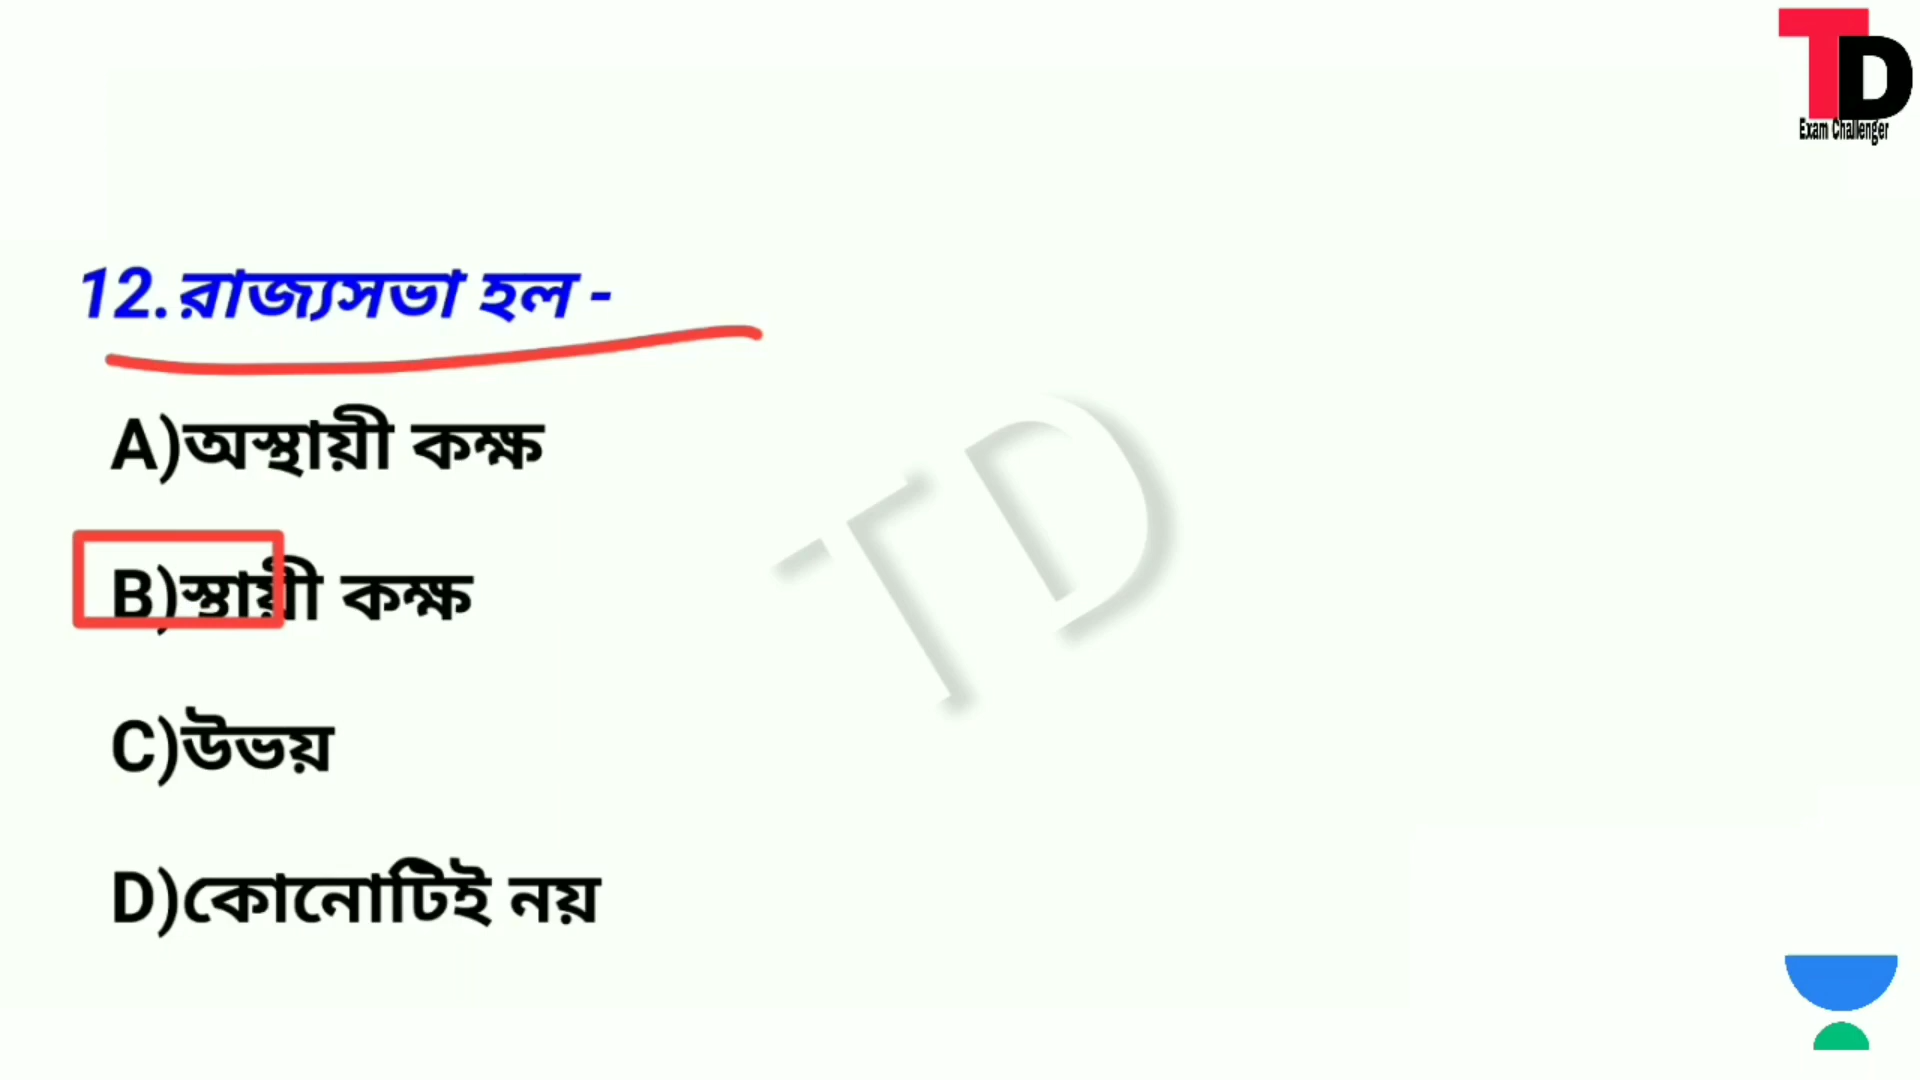 TD
Exam Challenger
12.রাজ্যসভা হল -
A)অস্থায়ী কক্ষ
B)স্তায়ী কক্ষ
C)উভয়
D)কোনোটিই নয়
TD